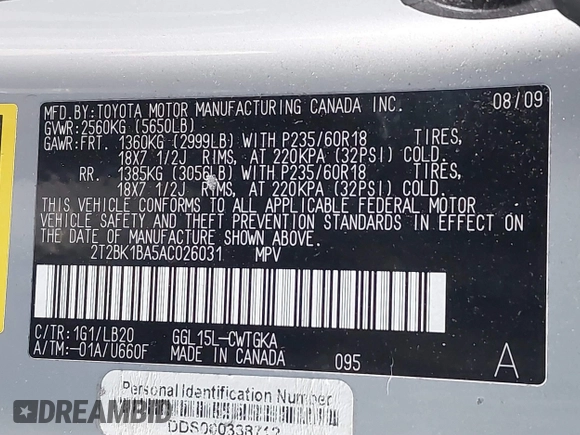 MFD.BY:TOYOTA MOTOR MANUFACTURING CANADA INC. 08/09
GVWR:2560KG (5650LB)
GAWR:FRT. 1360KG (2999LB) WITH P235/60R18 TIRES,
18X7 1/2J RIMS, AT 220KPA (32PSI) COLD.
RR. 1385KG (3056LB) WITH P235/60R18 TIRES,
18X7 1/2J RIMS, AT 220KPA (32PSI) COLD.
THIS VEHICLE CONFORMS TO ALL APPLICABLE FEDERAL MOTOR
VEHICLE SAFETY AND THEFT PREVENTION STANDARDS IN EFFECT ON
THE DATE OF MANUFACTURE SHOWN ABOVE.
2T2BK1BA5AC026031 MPV
C/TR:1G1/LB20 GGL15L-CWTGKA
A/TM:-01A/U660F MADE IN CANADA 095 A
Personal Identification Number
DDS000338712
DREAMBID